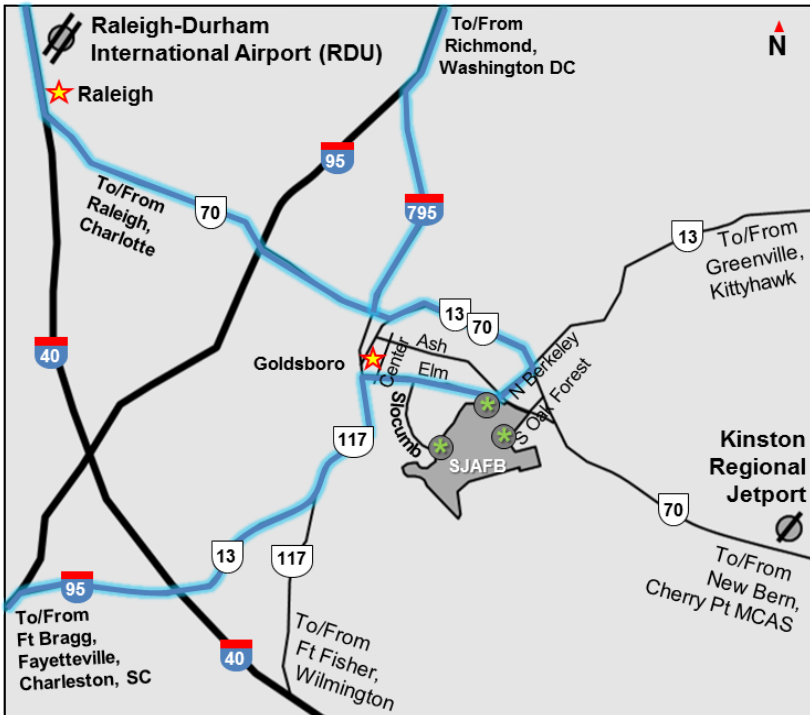 Raleigh-Durham
International Airport (RDU)
Raleigh
To/From
Richmond,
Washington DC
N
95
To/From
Raleigh,
Charlotte
70
795
13
To/From
Greenville,
Kittyhawk
40
13
70
Ash
Goldsboro
Center
Elm
N Berkeley
S Oak Forest
Slocumb
SJAFB
117
Kinston
Regional
Jetport
70
13
117
95
To/From
New Bern,
Cherry Pt MCAS
To/From
Ft Bragg,
Fayetteville,
Charleston, SC
40
To/From
Ft Fisher,
Wilmington